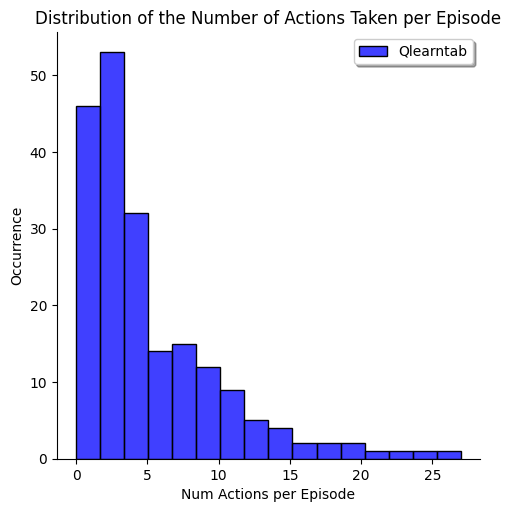 Distribution of the Number of Actions Taken per Episode
Qlearntab
50
40
30
20
10
0
Occurrence
0 5 10 15 20 25
Num Actions per Episode